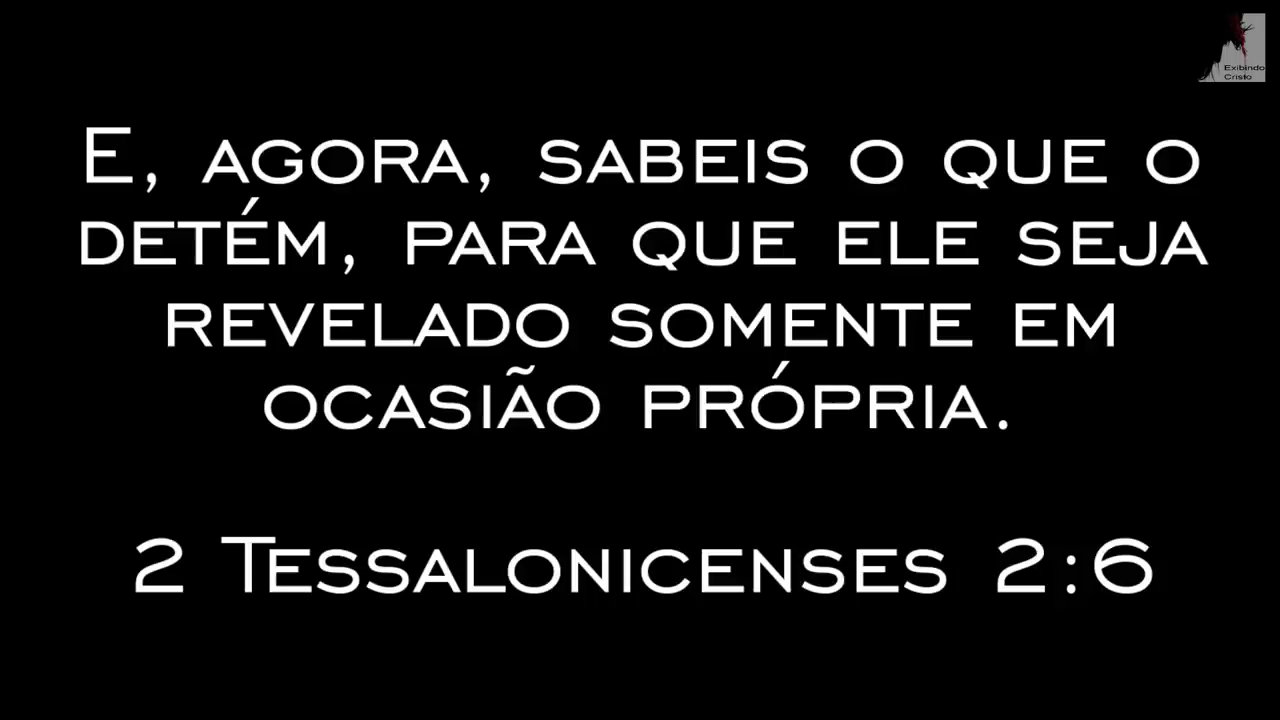 Exibindo
Cristo
E, AGORA, SABEIS O QUE O
DETÉM, PARA QUE ELE SEJA
REVELADO SOMENTE EM
OCASIÃO PRÓPRIA.
2 TESSALONICENSES 2:6